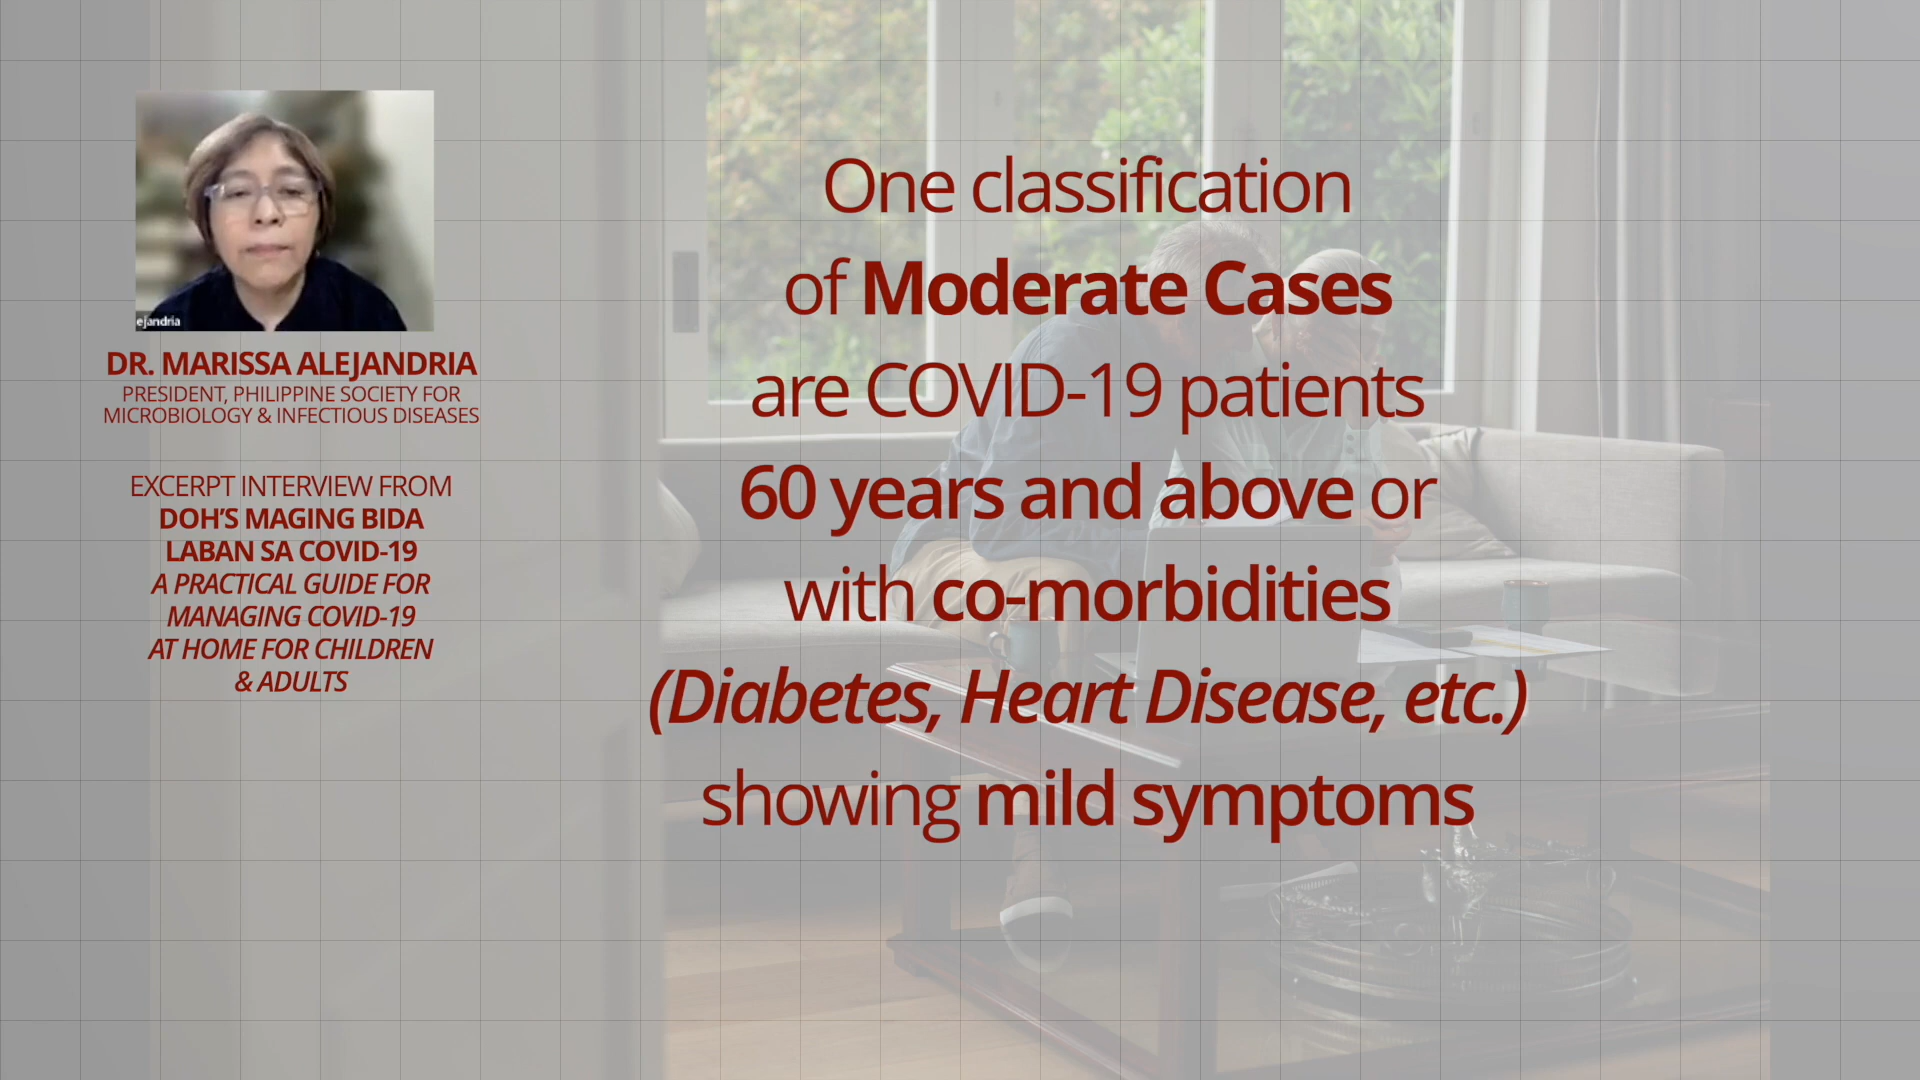 ejandria
DR. MARISSA ALEJANDRIA
PRESIDENT, PHILIPPINE SOCIETY FOR
MICROBIOLOGY & INFECTIOUS DISEASES
EXCERPT INTERVIEW FROM
DOH'S MAGING BIDA
LABAN SA COVID-19
A PRACTICAL GUIDE FOR
MANAGING COVID-19
AT HOME FOR CHILDREN
& ADULTS
One classification
of Moderate Cases
are COVID-19 patients
60 years and above or
with co-morbidities
(Diabetes, Heart Disease, etc.)
showing mild symptoms